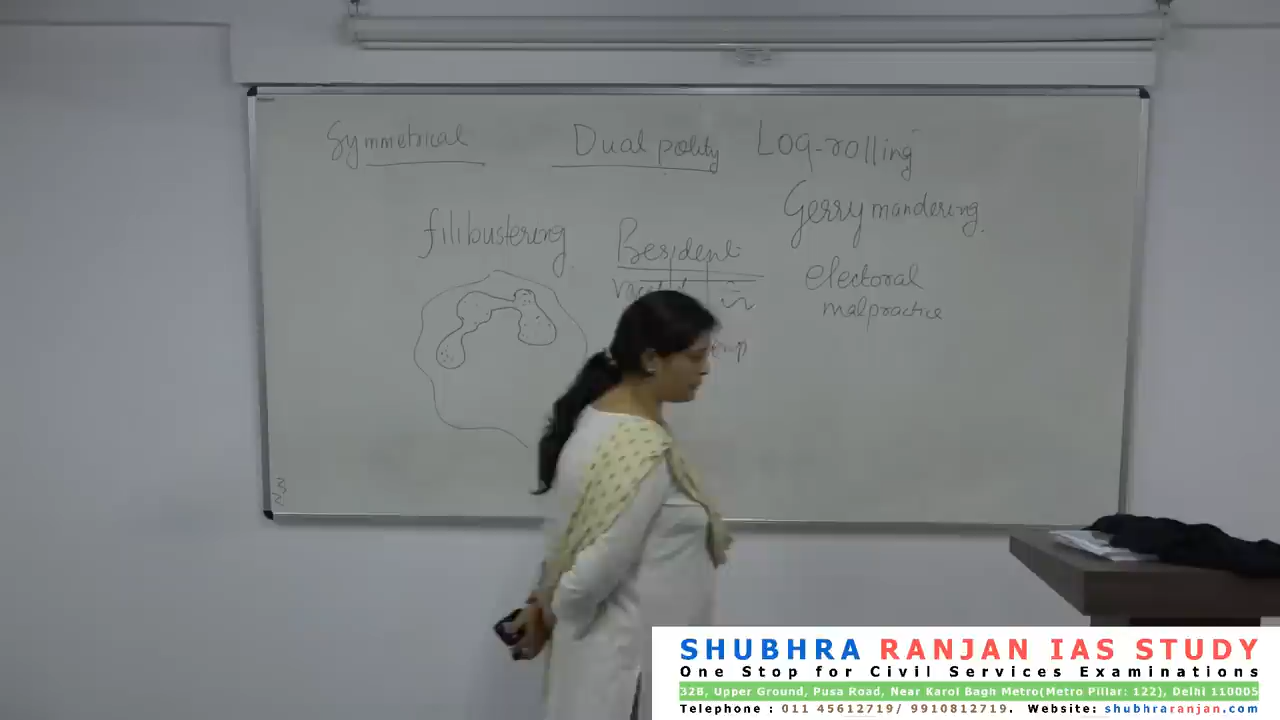 Symmetrical
Dual polity
Log-rolling
Gerrymandering
filibustering
electoral
malpractice
SHUBHRA RANJAN IAS STUDY
One Stop for Civil Services Examinations
32B, Upper Ground, Pusa Road, Near Karol Bagh Metro(Metro Pillar: 122), Delhi 110005
Telephone : 011 45612719/ 9910812719. Website: shubhraranjan.com